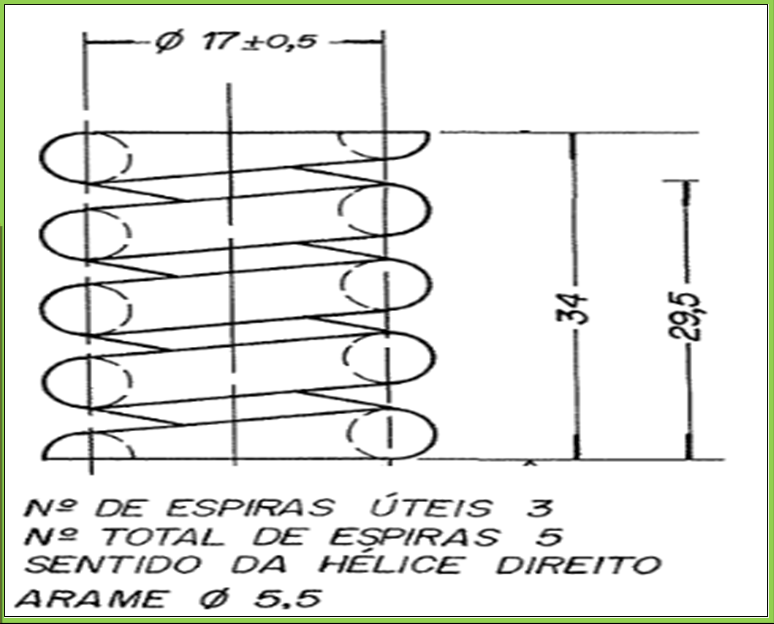 Ø 17±0,5
34
29,5
Nº DE ESPIRAS ÚTEIS 3
Nº TOTAL DE ESPIRAS 5
SENTIDO DA HÉLICE DIREITO
ARAME Ø 5,5